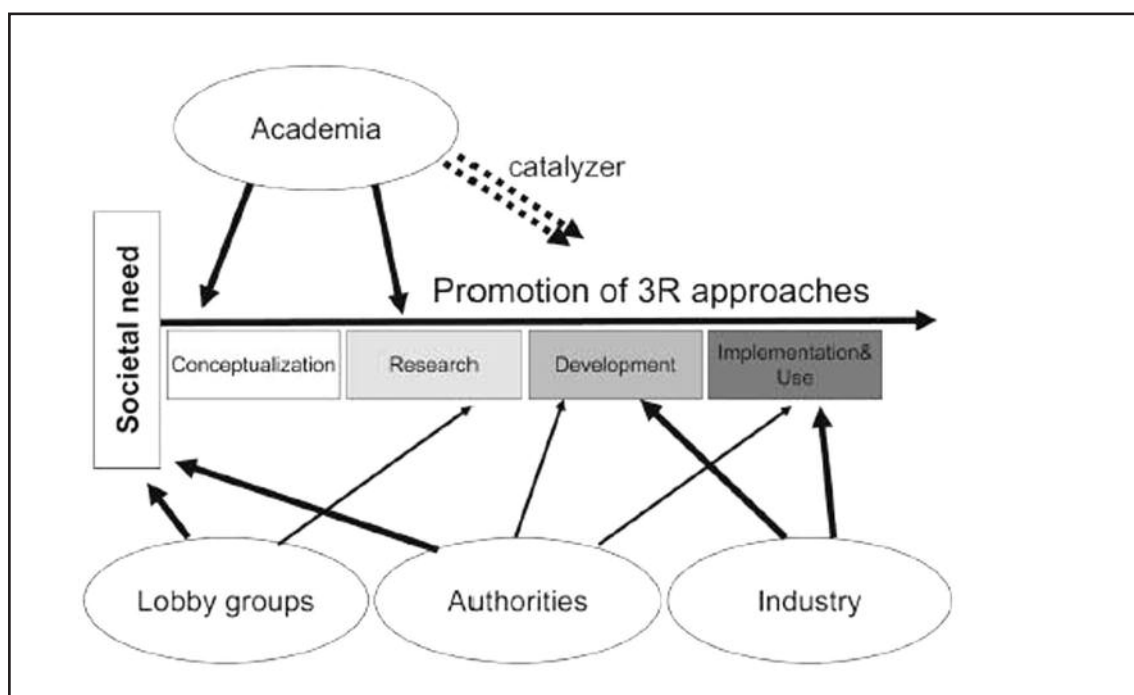 Academia
catalyzer
Societal need
Promotion of 3R approaches
Conceptualization
Research
Development
Implementation&
Use
Lobby groups
Authorities
Industry